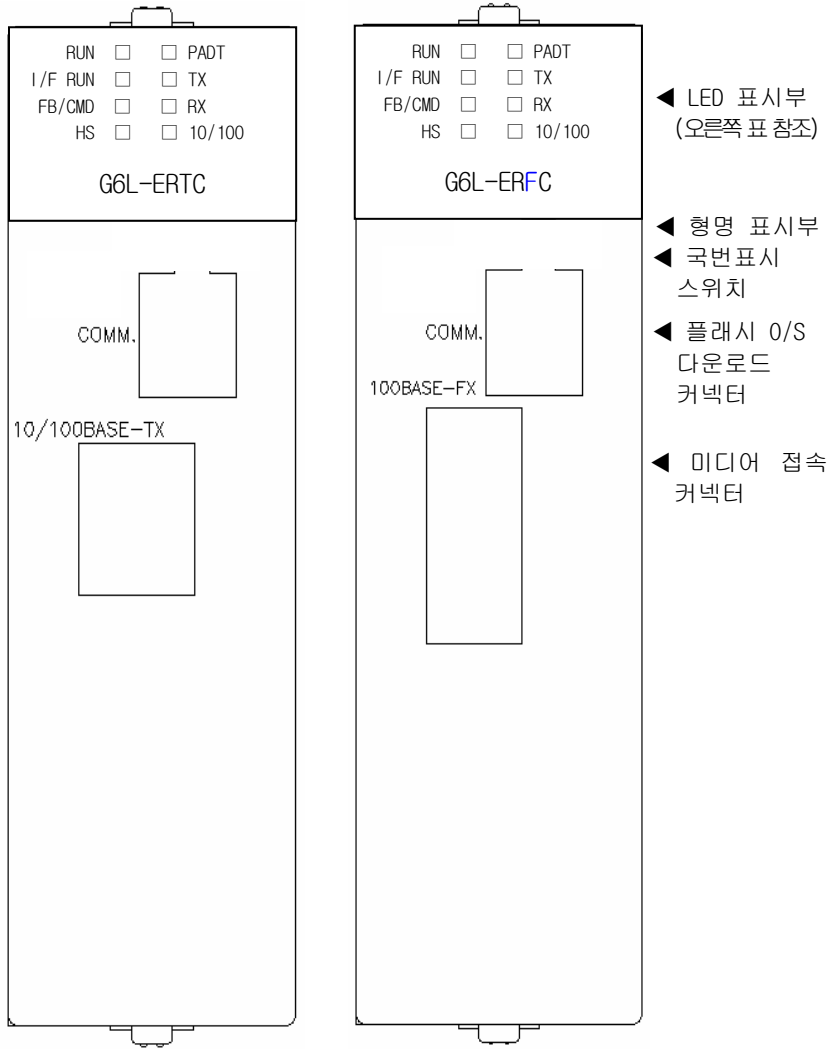 RUN □ □ PADT
I/F RUN □ □ TX
FB/CMD □ □ RX
HS □ □ 10/100
G6L-ERTC
COMM.
10/100BASE-TX
RUN □ □ PADT
I/F RUN □ □ TX
FB/CMD □ □ RX
HS □ □ 10/100
G6L-ERFC
COMM.
100BASE-FX
◀ LED 표시부
(오른쪽 표 참조)
◀ 형명 표시부
◀ 국번표시
스위치
◀ 플래시 O/S
다운로드
커넥터
◀ 미디어 접속
커넥터